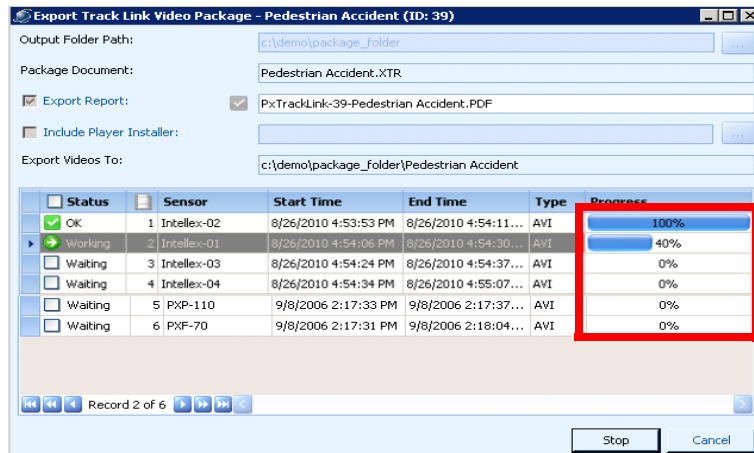 Export Track Link Video Package - Pedestrian Accident (ID: 39)
Output Folder Path: c:\demo\package_folder ...
Package Document: Pedestrian Accident.XTR
Export Report: PxTrackLink-39-Pedestrian Accident.PDF
Include Player Installer: ...
Export Videos To: c:\demo\package_folder\Pedestrian Accident
Status Sensor Start Time End Time Type Progress
OK 1 Intellex-02 8/26/2010 4:53:53 PM 8/26/2010 4:54:11... AVI 100%
Working 2 Intellex-01 8/26/2010 4:54:06 PM 8/26/2010 4:54:30... AVI 40%
Waiting 3 Intellex-03 8/26/2010 4:54:24 PM 8/26/2010 4:54:37... AVI 0%
Waiting 4 Intellex-04 8/26/2010 4:54:34 PM 8/26/2010 4:55:07... AVI 0%
Waiting 5 PXP-110 9/8/2006 2:17:33 PM 9/8/2006 2:17:37... AVI 0%
Waiting 6 PXF-70 9/8/2006 2:17:31 PM 9/8/2006 2:18:04... AVI 0%
Record 2 of 6
Stop Cancel